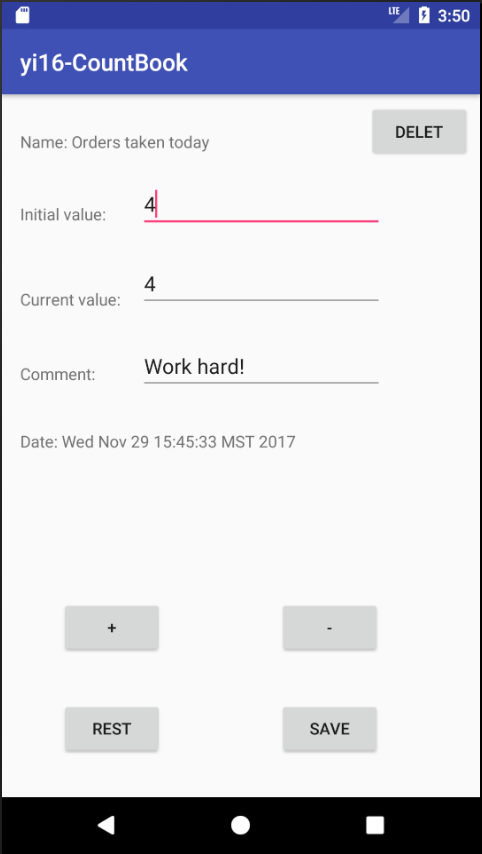 LTE 3:50
yi16-CountBook
DELET
Name: Orders taken today
Initial value: 4
Current value: 4
Comment: Work hard!
Date: Wed Nov 29 15:45:33 MST 2017
+ -
REST SAVE